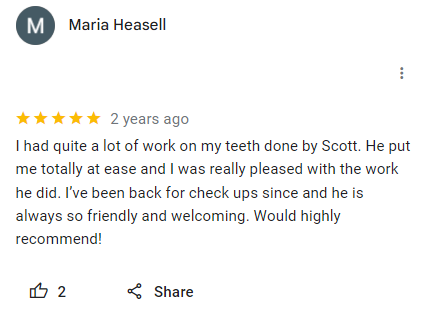 M
Maria Heasell
2 years ago
I had quite a lot of work on my teeth done by Scott. He put
me totally at ease and I was really pleased with the work
he did. I’ve been back for check ups since and he is
always so friendly and welcoming. Would highly
recommend!
2
Share